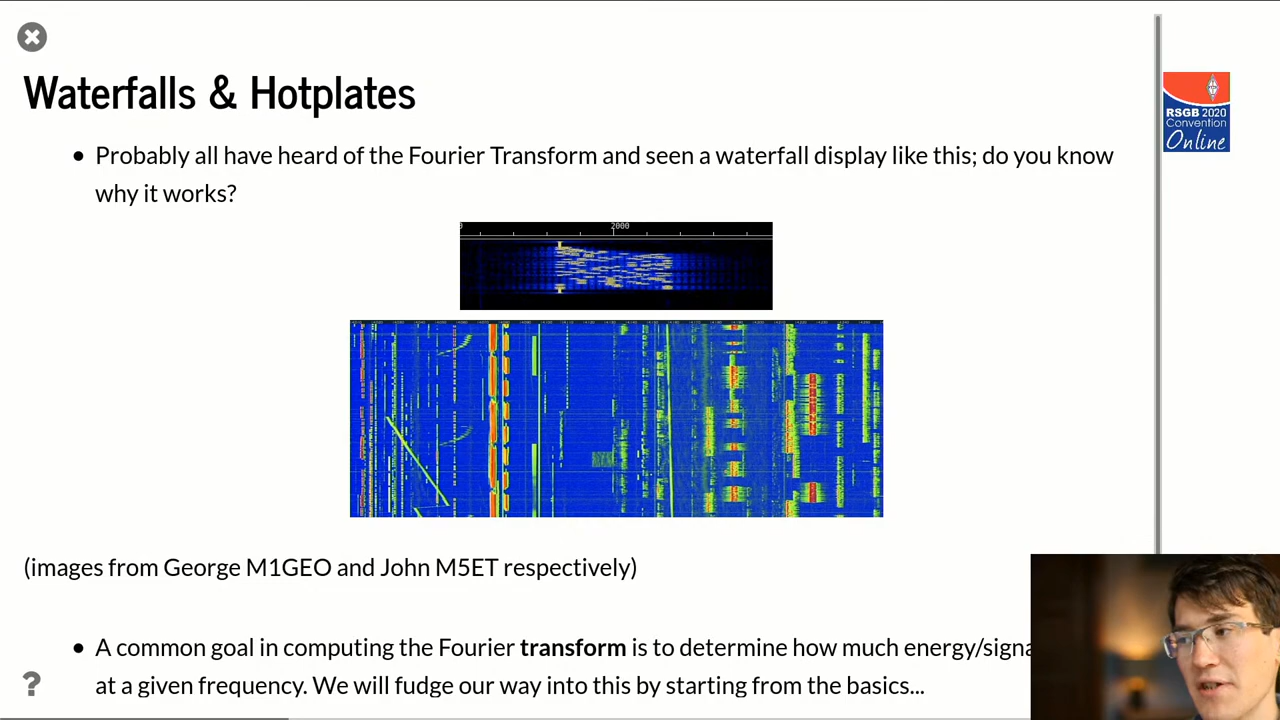 Waterfalls & Hotplates
RSGB 2020
Convention
Online
Probably all have heard of the Fourier Transform and seen a waterfall display like this; do you know
why it works?
2000
(images from George M1GEO and John M5ET respectively)
A common goal in computing the Fourier transform is to determine how much energy/signa
at a given frequency. We will fudge our way into this by starting from the basics...
?